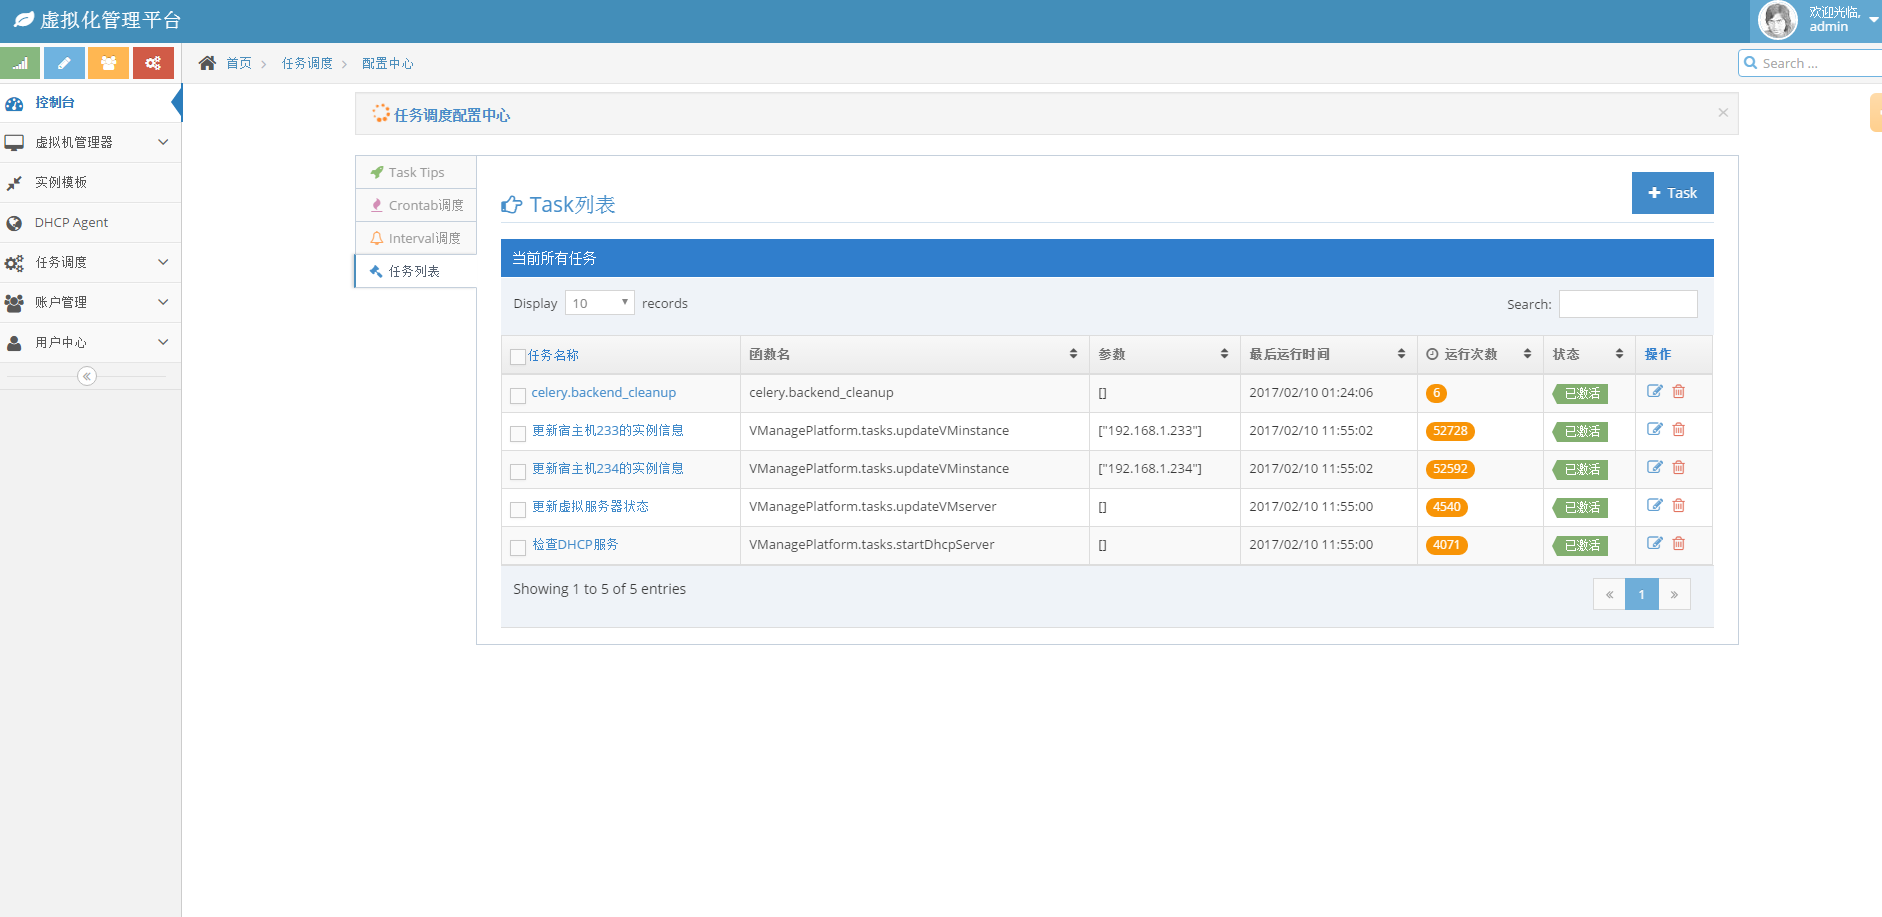 虚拟化管理平台
欢迎光临,
admin
首页
任务调度
配置中心
Search ...
控制台
虚拟机管理器
实例模板
DHCP Agent
任务调度
账户管理
用户中心
任务调度配置中心
×
Task Tips
Crontab调度
Interval调度
任务列表
Task列表
+ Task
当前所有任务
Display 10 records
Search:
任务名称 函数名 参数 最后运行时间 运行次数 状态 操作
celery.backend_cleanup celery.backend_cleanup [] 2017/02/10 01:24:06 6 已激活
更新宿主机233的实例信息 VManagePlatform.tasks.updateVMinstance ["192.168.1.233"] 2017/02/10 11:55:02 52728 已激活
更新宿主机234的实例信息 VManagePlatform.tasks.updateVMinstance ["192.168.1.234"] 2017/02/10 11:55:02 52592 已激活
更新虚拟服务器状态 VManagePlatform.tasks.updateVMserver [] 2017/02/10 11:55:00 4540 已激活
检查DHCP服务 VManagePlatform.tasks.startDhcpServer [] 2017/02/10 11:55:00 4071 已激活
Showing 1 to 5 of 5 entries
« 1 »